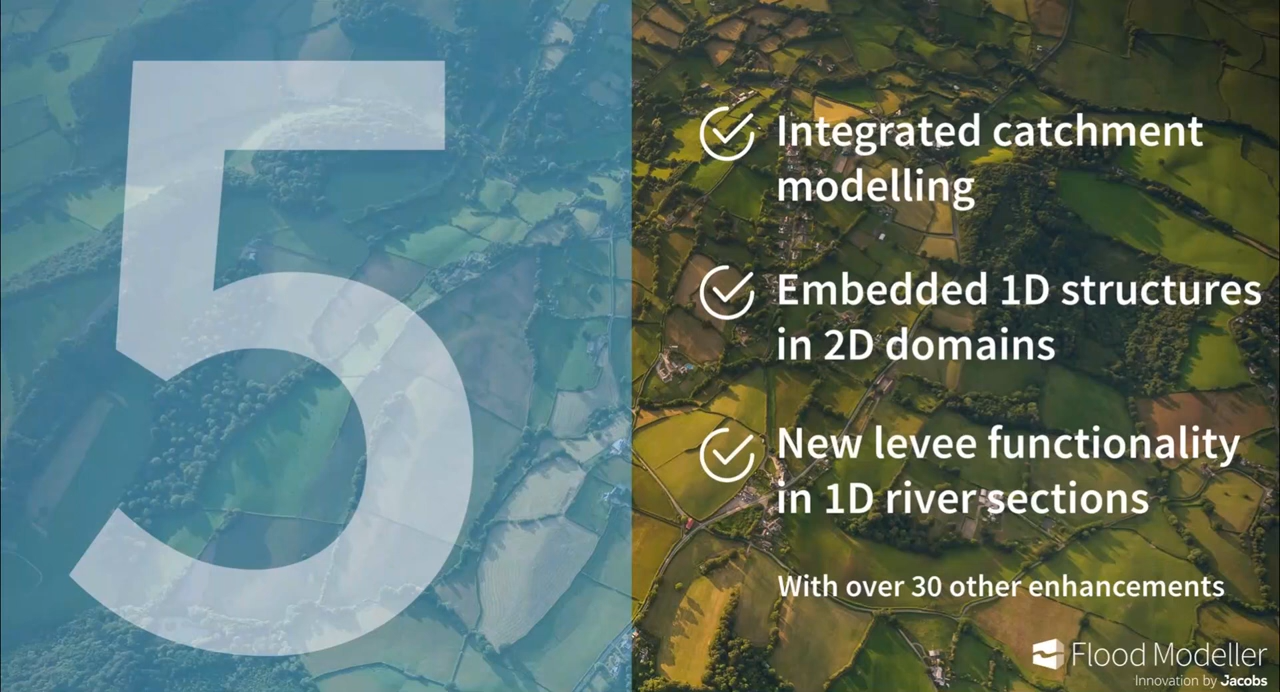 5
Integrated catchment
modelling
Embedded 1D structures
in 2D domains
New levee functionality
in 1D river sections
With over 30 other enhancements
Flood Modeller
Innovation by Jacobs